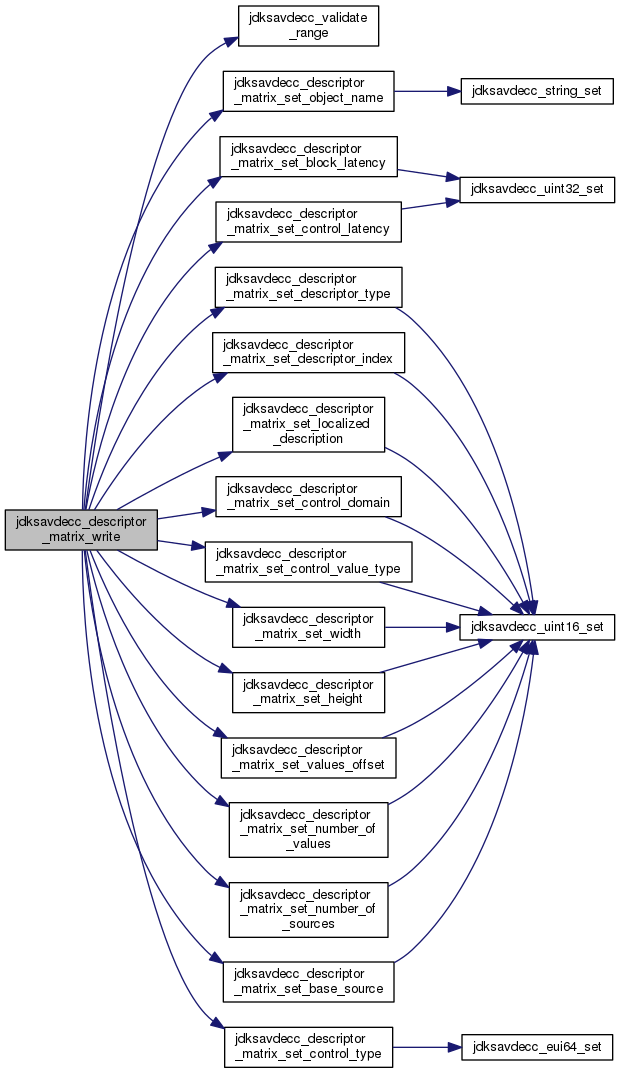 jdksavdecc_validate
_range
jdksavdecc_descriptor
_matrix_set_object_name
jdksavdecc_string_set
jdksavdecc_descriptor
_matrix_set_block_latency
jdksavdecc_uint32_set
jdksavdecc_descriptor
_matrix_set_control_latency
jdksavdecc_descriptor
_matrix_set_descriptor_type
jdksavdecc_descriptor
_matrix_set_descriptor_index
jdksavdecc_descriptor
_matrix_set_localized
_description
jdksavdecc_descriptor
_matrix_set_control_domain
jdksavdecc_descriptor
_matrix_write
jdksavdecc_descriptor
_matrix_set_control_value_type
jdksavdecc_descriptor
_matrix_set_width
jdksavdecc_uint16_set
jdksavdecc_descriptor
_matrix_set_height
jdksavdecc_descriptor
_matrix_set_values_offset
jdksavdecc_descriptor
_matrix_set_number_of
_values
jdksavdecc_descriptor
_matrix_set_number_of
_sources
jdksavdecc_descriptor
_matrix_set_base_source
jdksavdecc_descriptor
_matrix_set_control_type
jdksavdecc_eui64_set